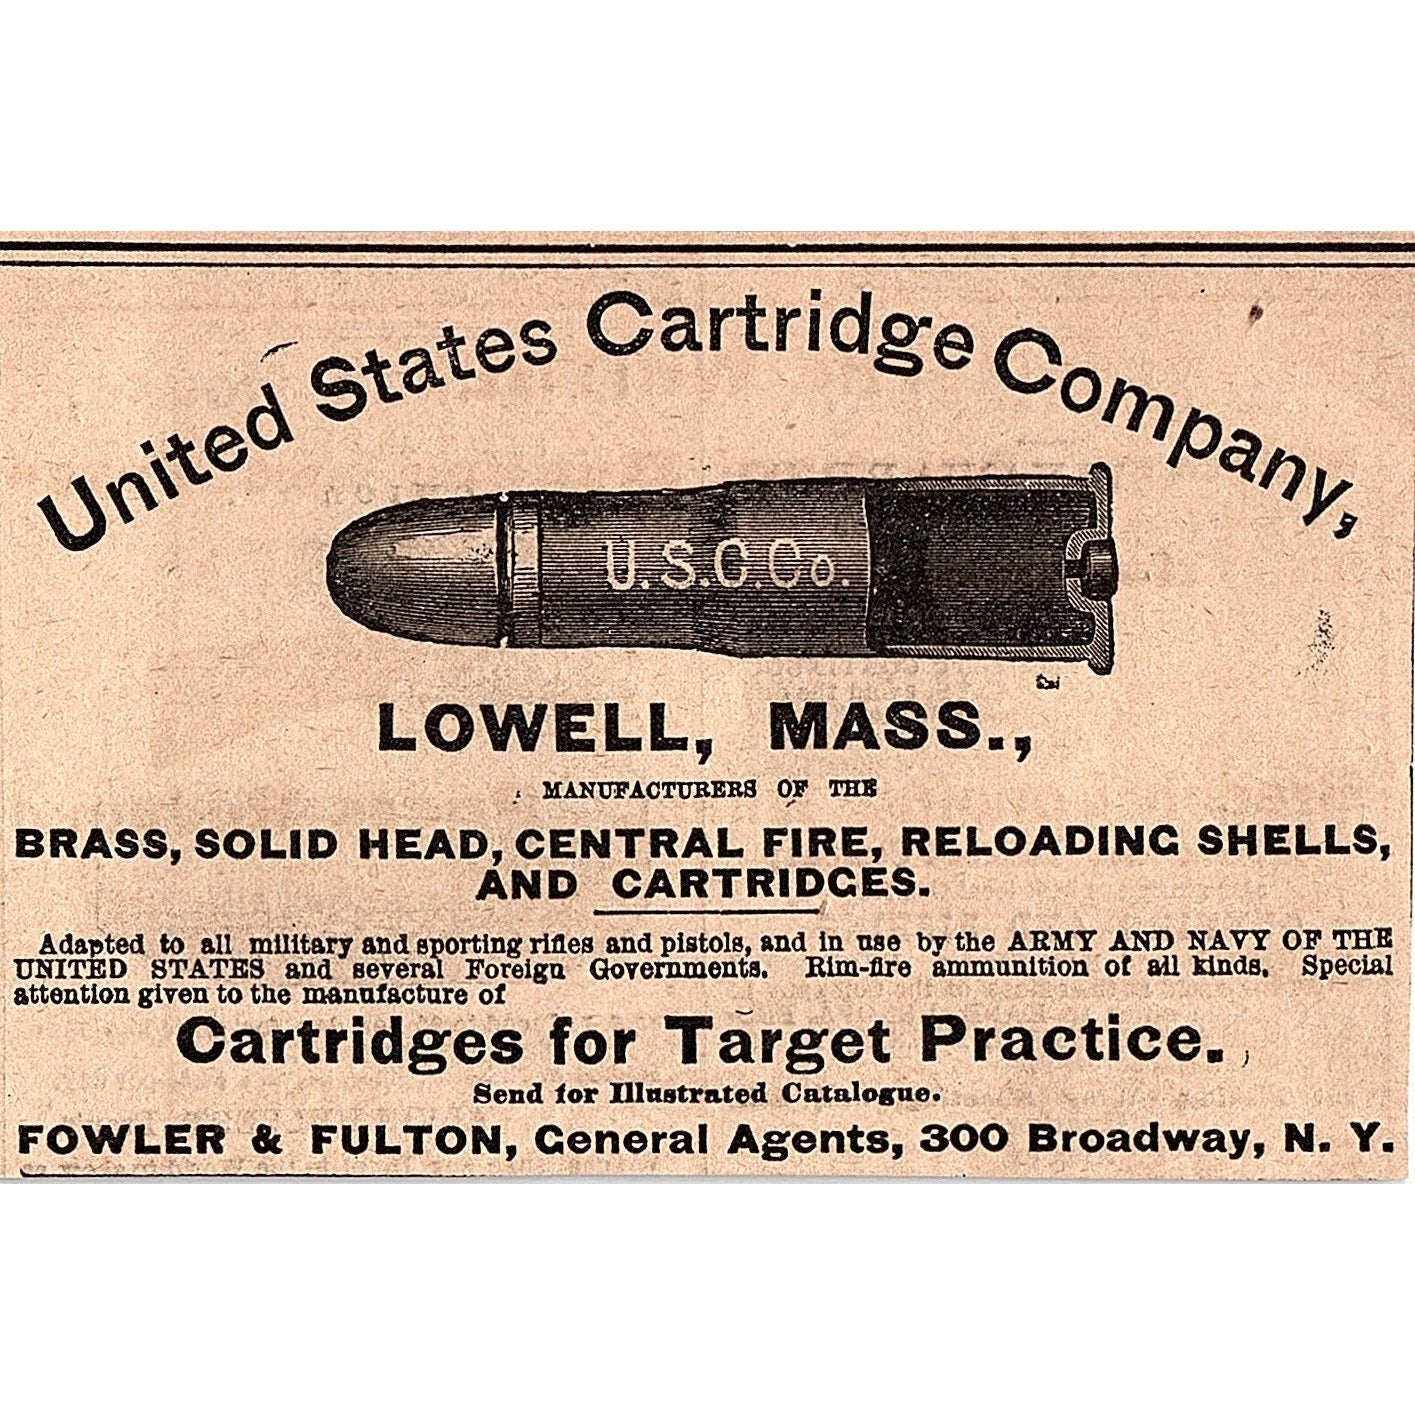 United States Cartridge Company,
U.S.C.Co.
LOWELL, MASS.,
MANUFACTURERS OF THE
BRASS, SOLID HEAD, CENTRAL FIRE, RELOADING SHELLS,
AND CARTRIDGES.
Adapted to all military and sporting rifles and pistols, and in use by the ARMY AND NAVY OF THE
UNITED STATES and several Foreign Governments. Rim-fire ammunition of all kinds. Special
attention given to the manufacture of
Cartridges for Target Practice.
Send for Illustrated Catalogue.
FOWLER & FULTON, General Agents, 300 Broadway, N. Y.